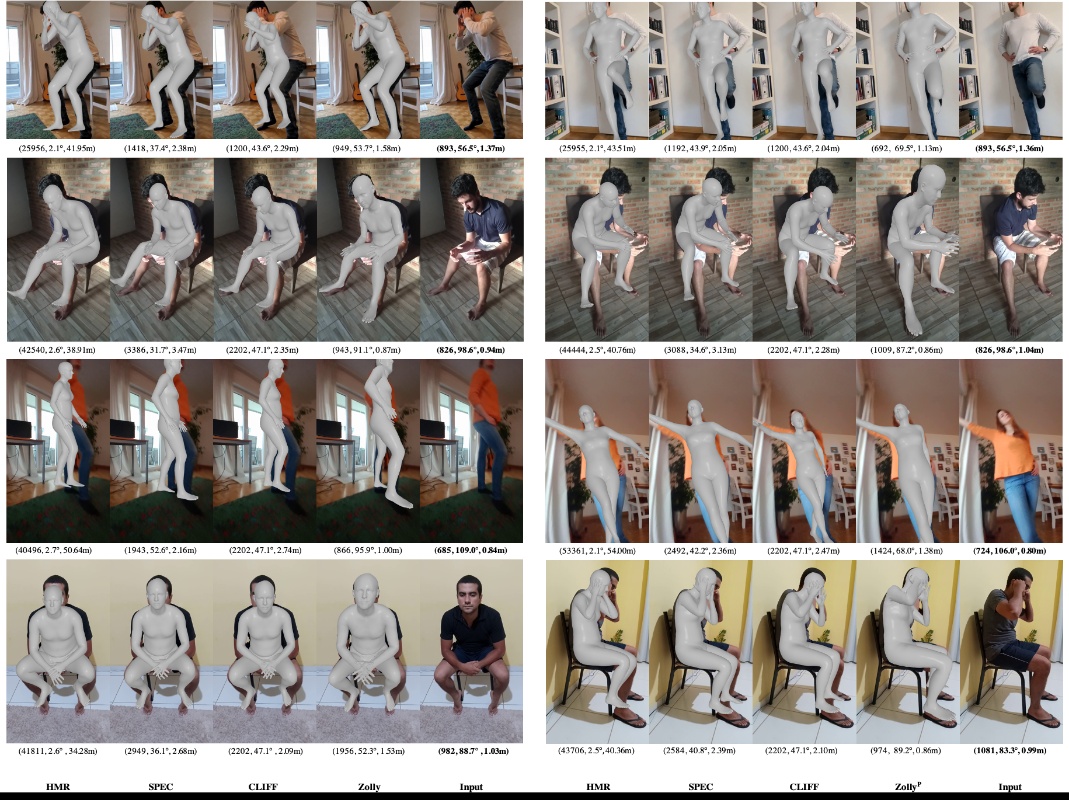 (25956, 2.1°, 41.95m) (1418, 37.4°, 2.38m) (1200, 43.6°, 2.29m) (949, 53.7°, 1.58m) (893, 56.5°, 1.37m) (25955, 2.1°, 43.51m) (1192, 43.9°, 2.05m) (1200, 43.6°, 2.04m) (692, 69.5°, 1.13m) (893, 56.5°, 1.36m)
(42540, 2.6°, 38.91m) (3386, 31.7°, 3.47m) (2202, 47.1°, 2.35m) (943, 91.1°, 0.87m) (826, 98.6°, 0.94m) (44444, 2.5°, 40.76m) (3088, 34.6°, 3.13m) (2202, 47.1°, 2.28m) (1009, 87.2°, 0.86m) (826, 98.6°, 1.04m)
(40496, 2.7°, 50.64m) (1943, 52.6°, 2.16m) (2202, 47.1°, 2.74m) (866, 95.9°, 1.00m) (685, 109.0°, 0.84m) (53361, 2.1°, 54.00m) (2492, 42.2°, 2.36m) (2202, 47.1°, 2.47m) (1424, 68.0°, 1.38m) (724, 106.0°, 0.80m)
(41811, 2.6°, 34.28m) (2949, 36.1°, 2.68m) (2202, 47.1°, 2.09m) (1956, 52.3°, 1.53m) (982, 88.7°, 1.03m) (43706, 2.5°, 40.36m) (2584, 40.8°, 2.39m) (2202, 47.1°, 2.10m) (974, 89.2°, 0.86m) (1081, 83.3°, 0.99m)
HMR SPEC CLIFF Zolly Input HMR SPEC CLIFF Zollyᴾ Input